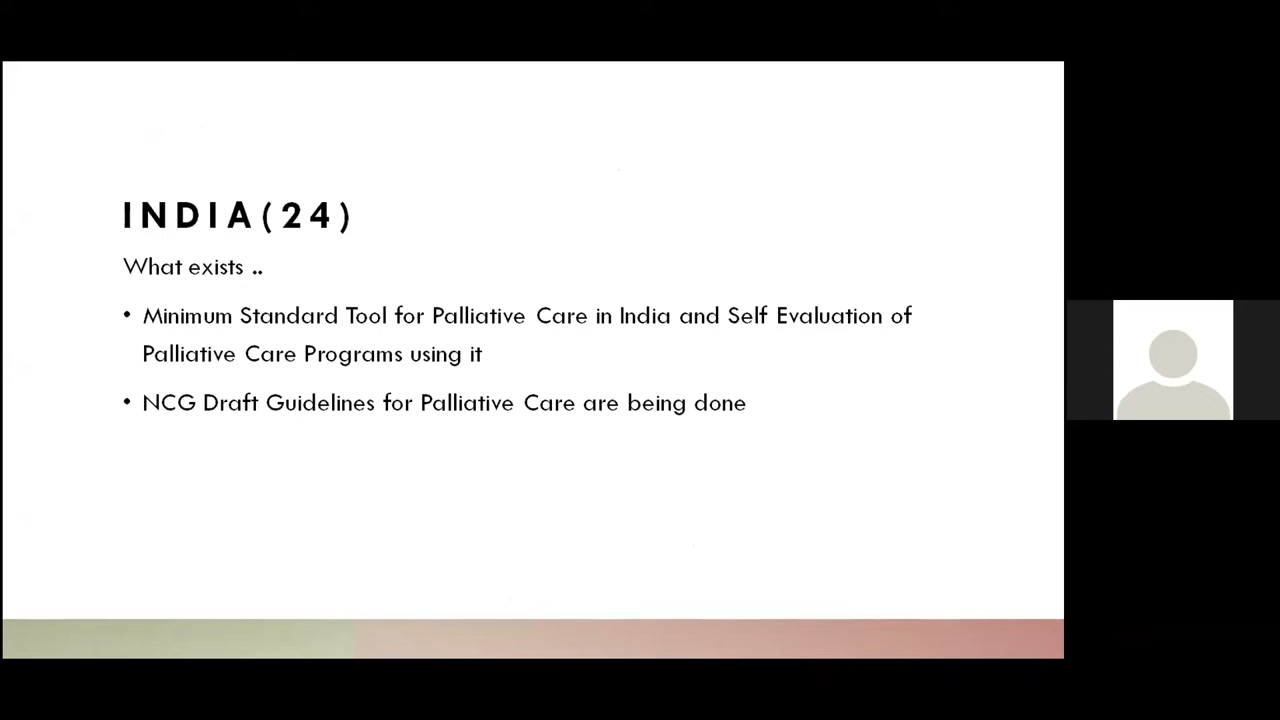 INDIA(24)
What exists ..
• Minimum Standard Tool for Palliative Care in India and Self Evaluation of
Palliative Care Programs using it
• NCG Draft Guidelines for Palliative Care are being done